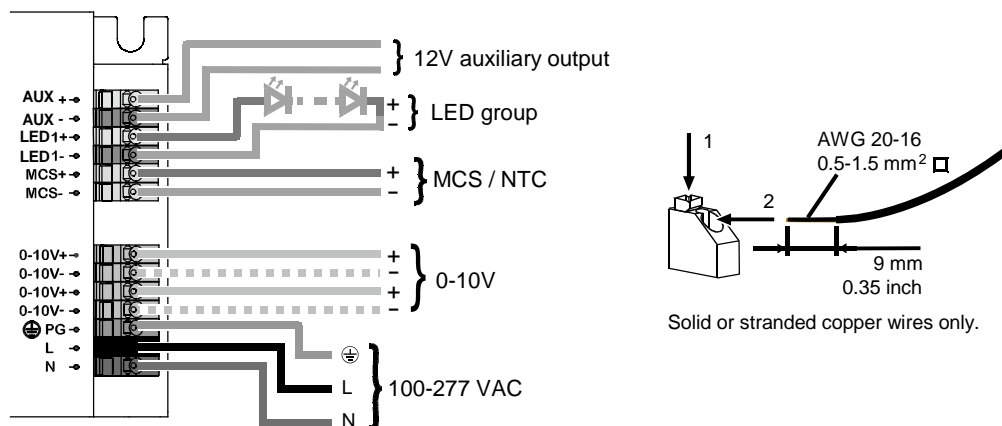 AUX +
AUX -
LED1+
LED1-
MCS+
MCS-
0-10V+
0-10V-
0-10V+
0-10V-
PG
L
N
12V auxiliary output
+
−
LED group
+
−
MCS / NTC
+
−
+
−
0-10V
L
N
100-277 VAC
1
2
AWG 20-16
0.5-1.5 mm²
9 mm
0.35 inch
Solid or stranded copper wires only.